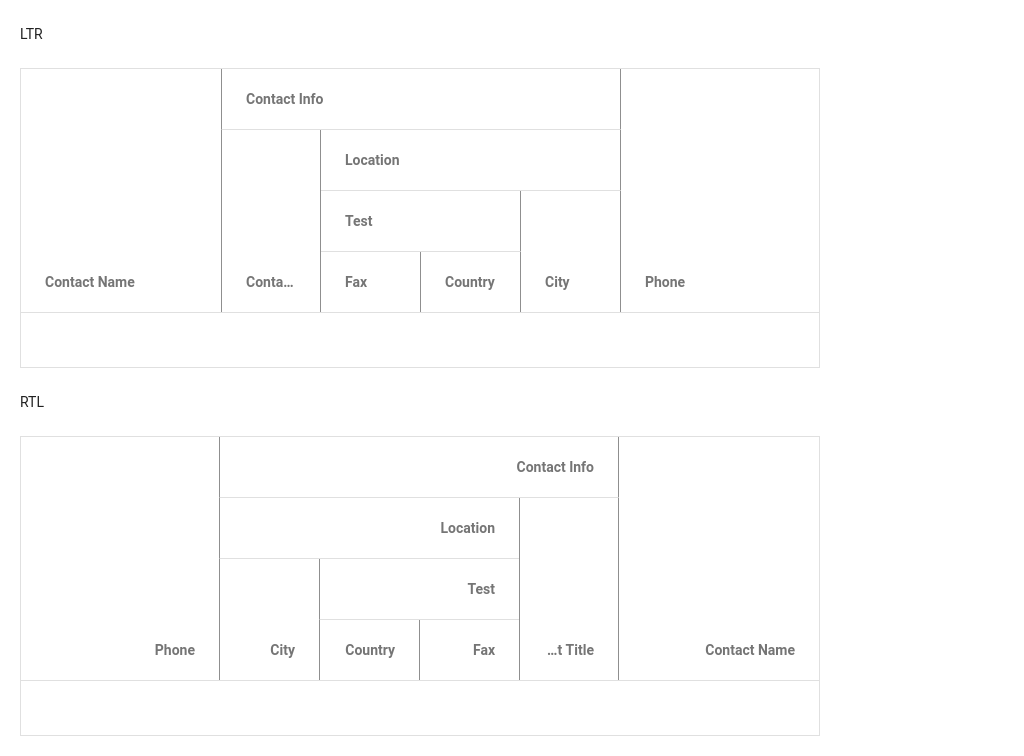 LTR
Contact Info
Location
Test
Contact Name
Conta...
Fax
Country
City
Phone
RTL
Contact Info
Location
Test
Phone
City
Country
Fax
...t Title
Contact Name